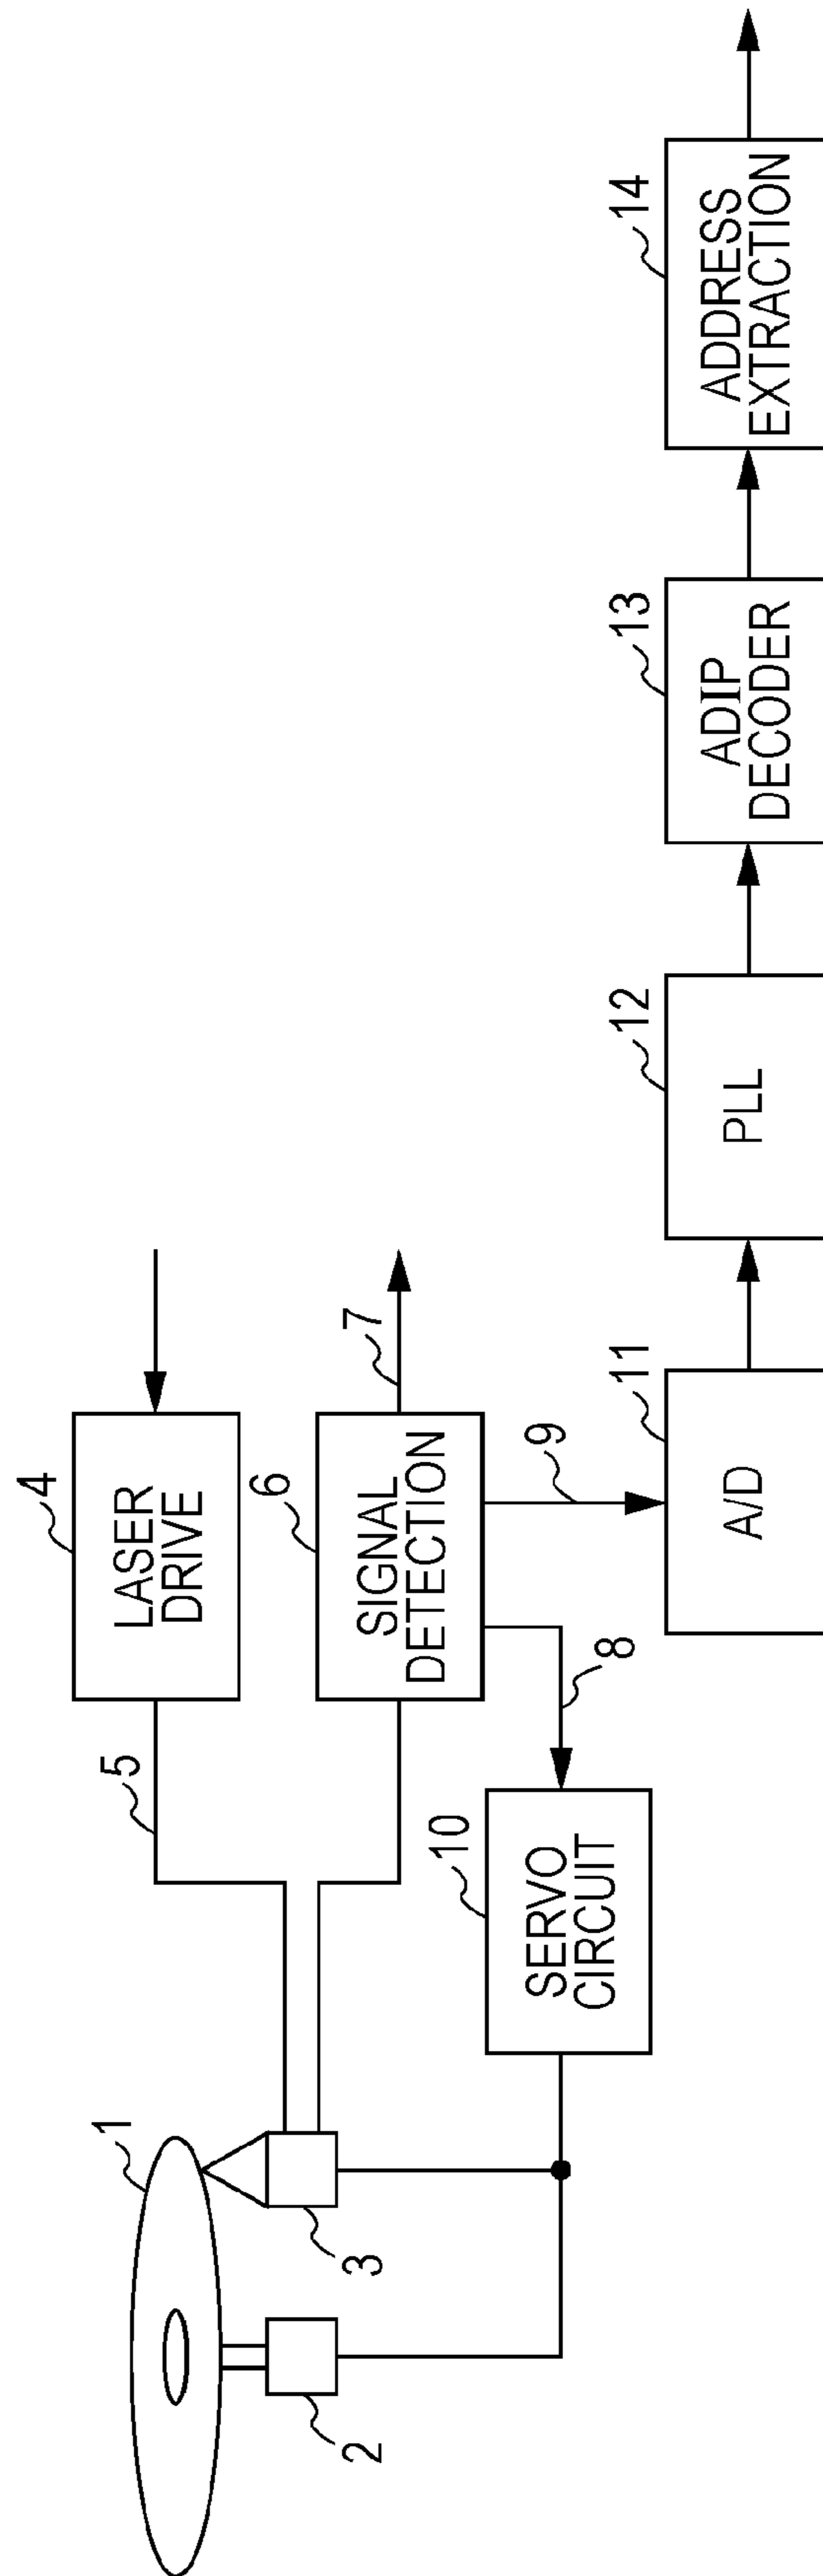 1
2
3
4
LASER
DRIVE
5
6
SIGNAL
DETECTION
7
8
9
10
SERVO
CIRCUIT
11
A/D
12
PLL
13
ADIP
DECODER
14
ADDRESS
EXTRACTION